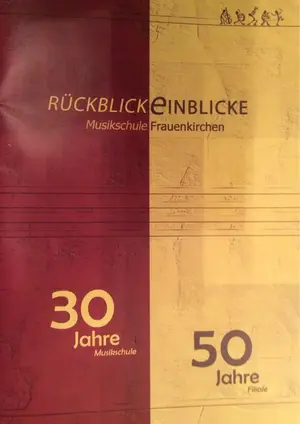 RÜCKBLICKeINBLICKE
Musikschule Frauenkirchen
30
Jahre
Musikschule
50
Jahre
Filiale